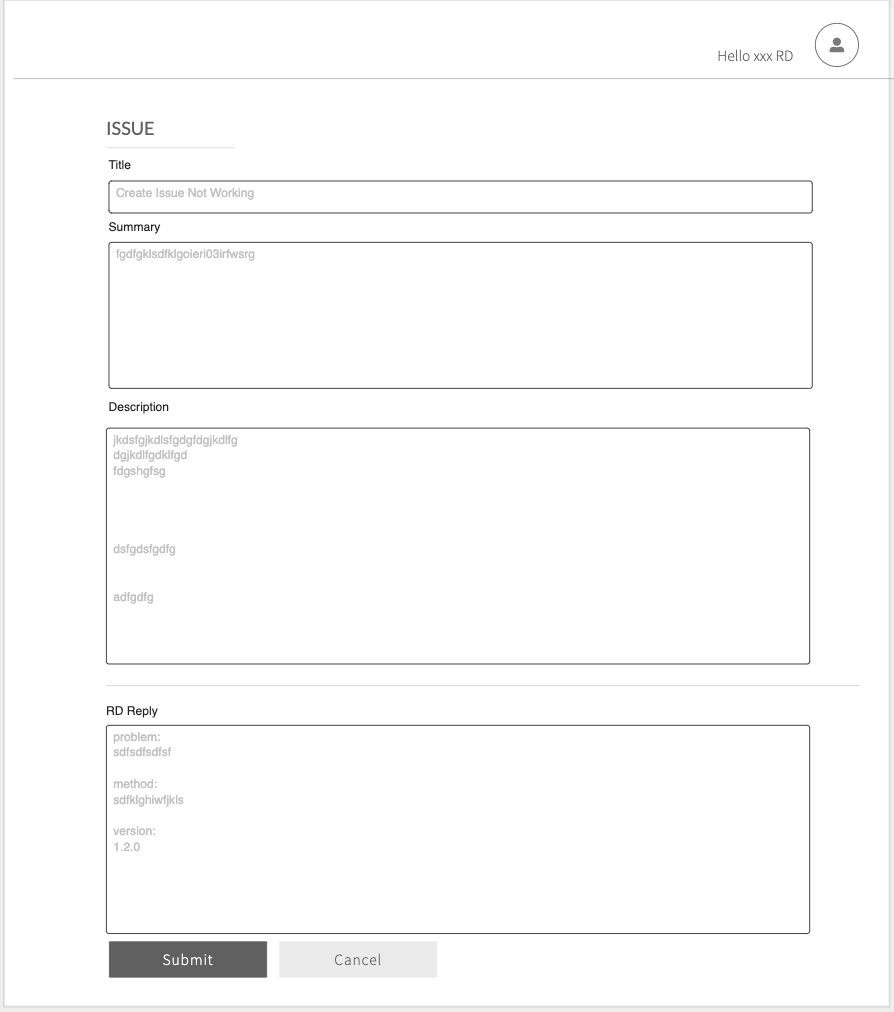 Hello xxx RD
ISSUE
Title
Create Issue Not Working
Summary
fgdfgklsdfklgoieri03irfwsrg
Description
jkdsfgjkdlsfgdgfdgjkdlfg
dgjkdlfgdklfgd
fdgshgfsg
dsfgdsfgdfg
adfgdfg
RD Reply
problem:
sdfsdfsdfsf
method:
sdfklghiwfjkls
version:
1.2.0
Submit
Cancel